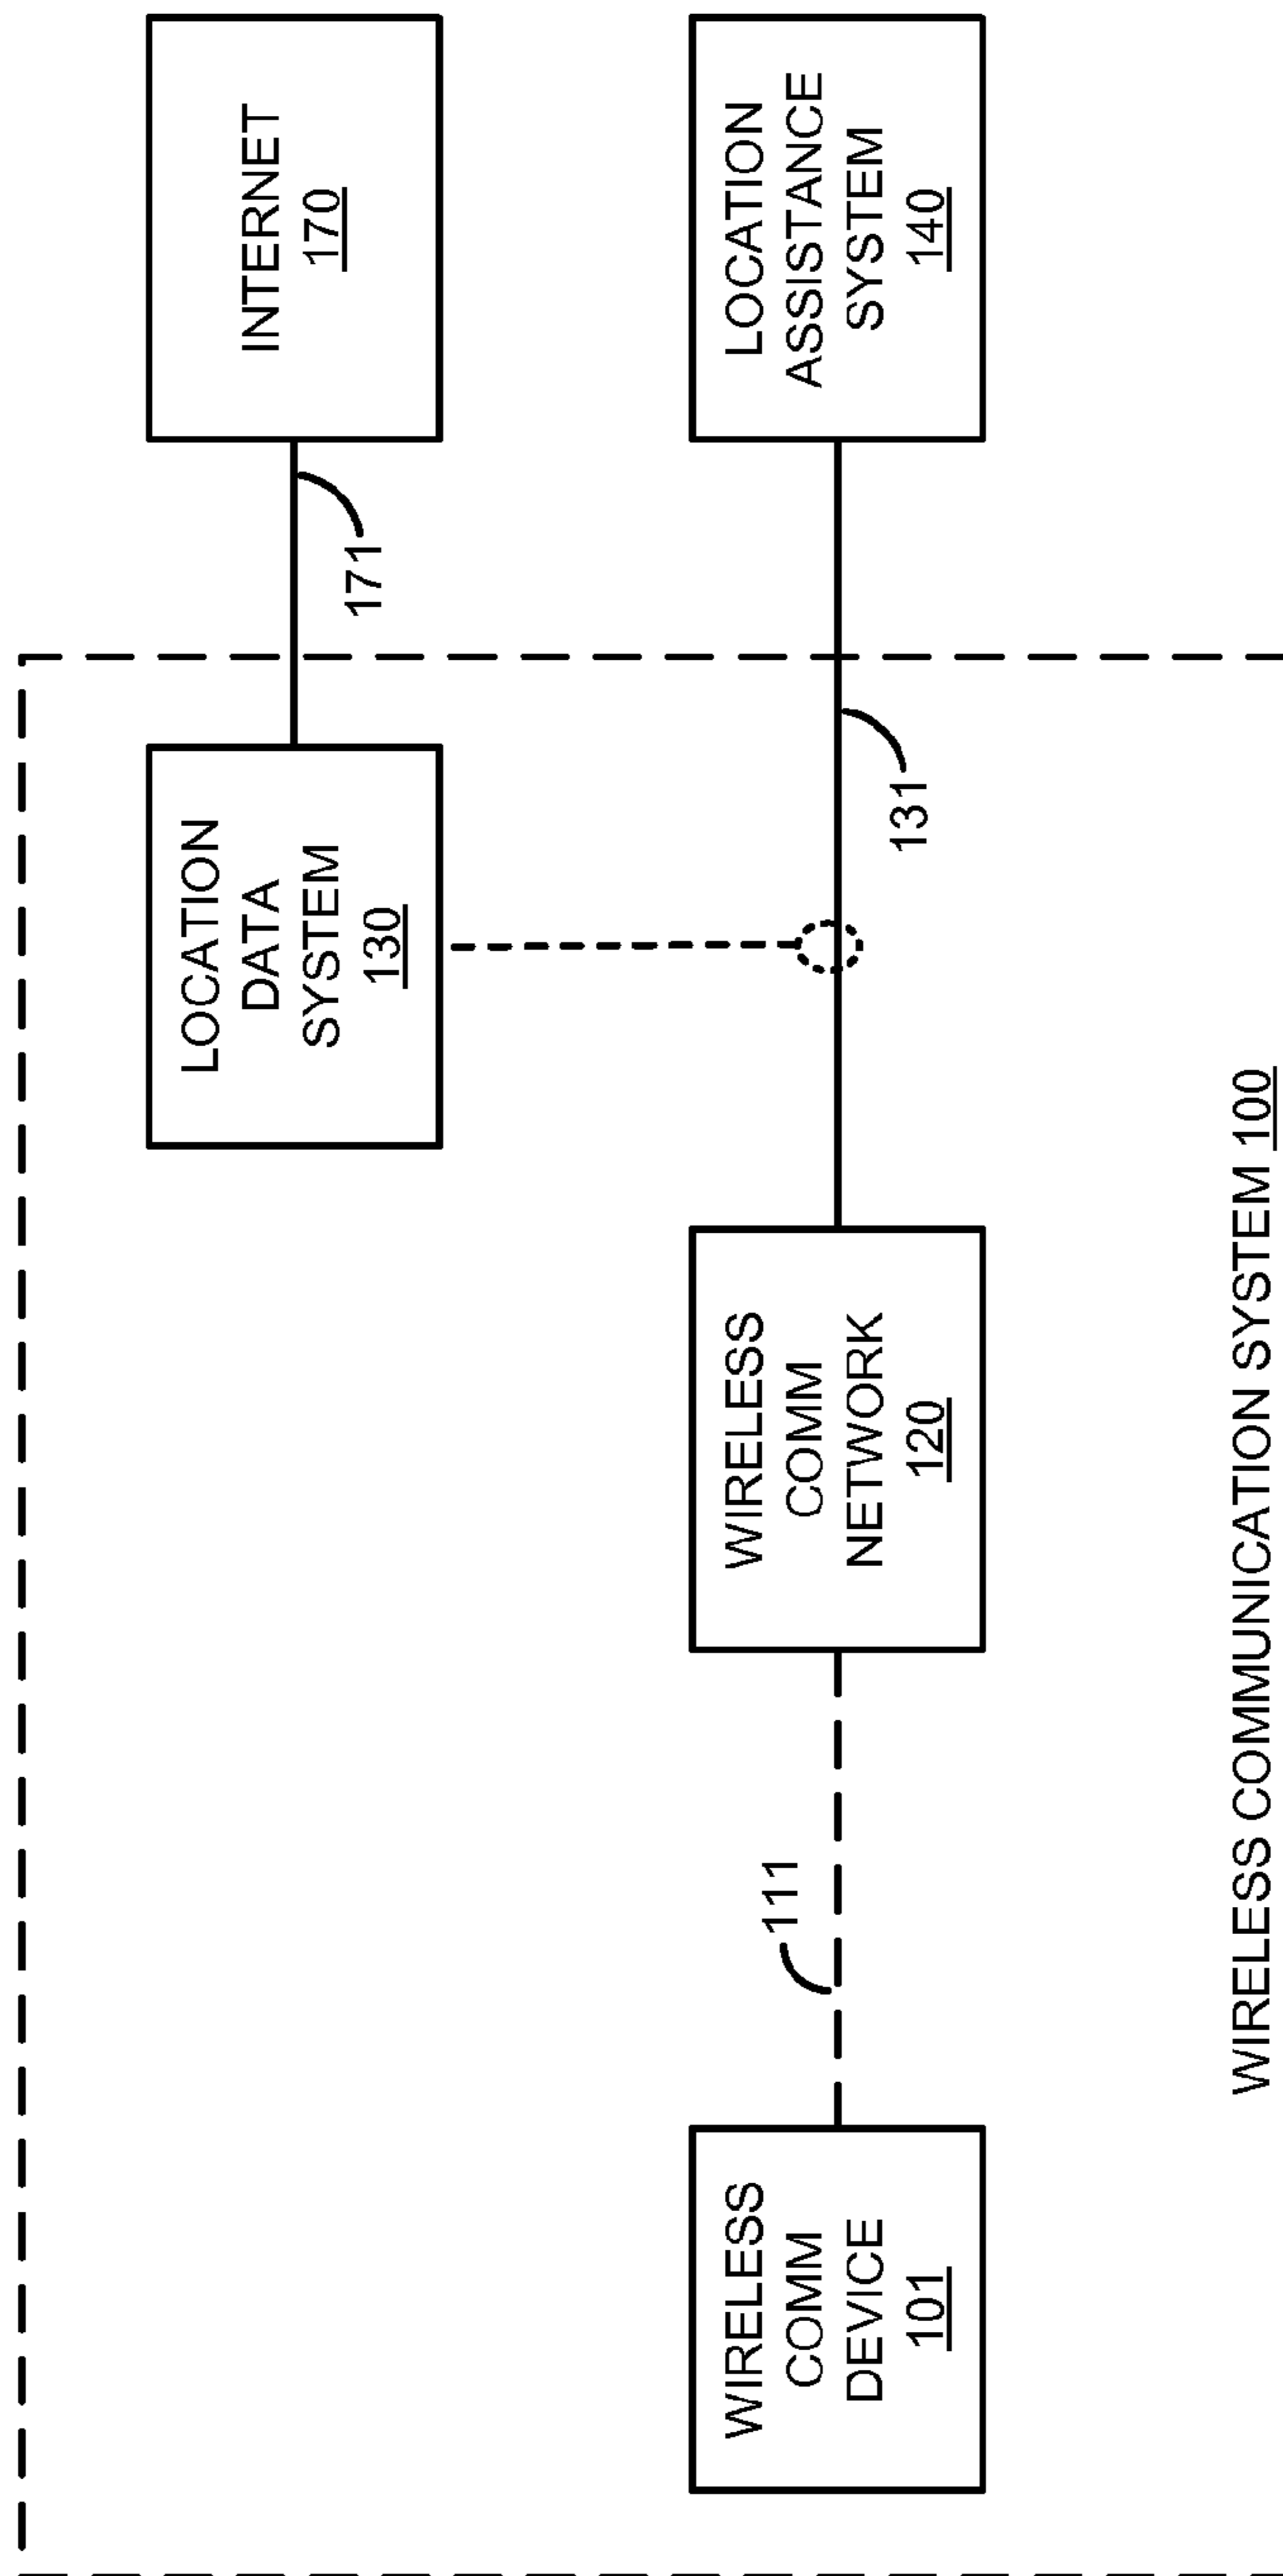 INTERNET
170
171
LOCATION
DATA
SYSTEM
130
LOCATION
ASSISTANCE
SYSTEM
140
131
WIRELESS
COMM
NETWORK
120
111
WIRELESS
COMM
DEVICE
101
WIRELESS COMMUNICATION SYSTEM 100